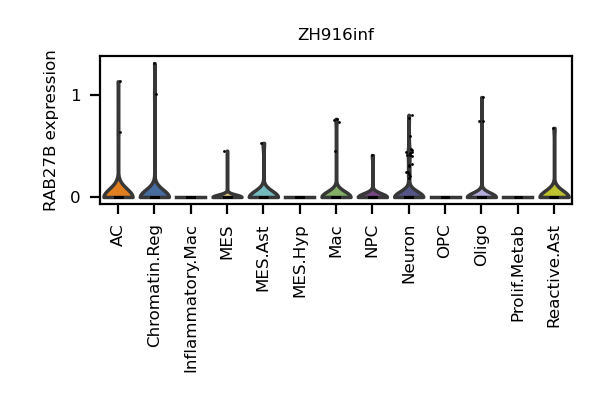 ZH916inf
RAB27B expression
1
0
AC
Chromatin.Reg
Inflammatory.Mac
MES
MES.Ast
MES.Hyp
Mac
NPC
Neuron
OPC
Oligo
Prolif.Metab
Reactive.Ast